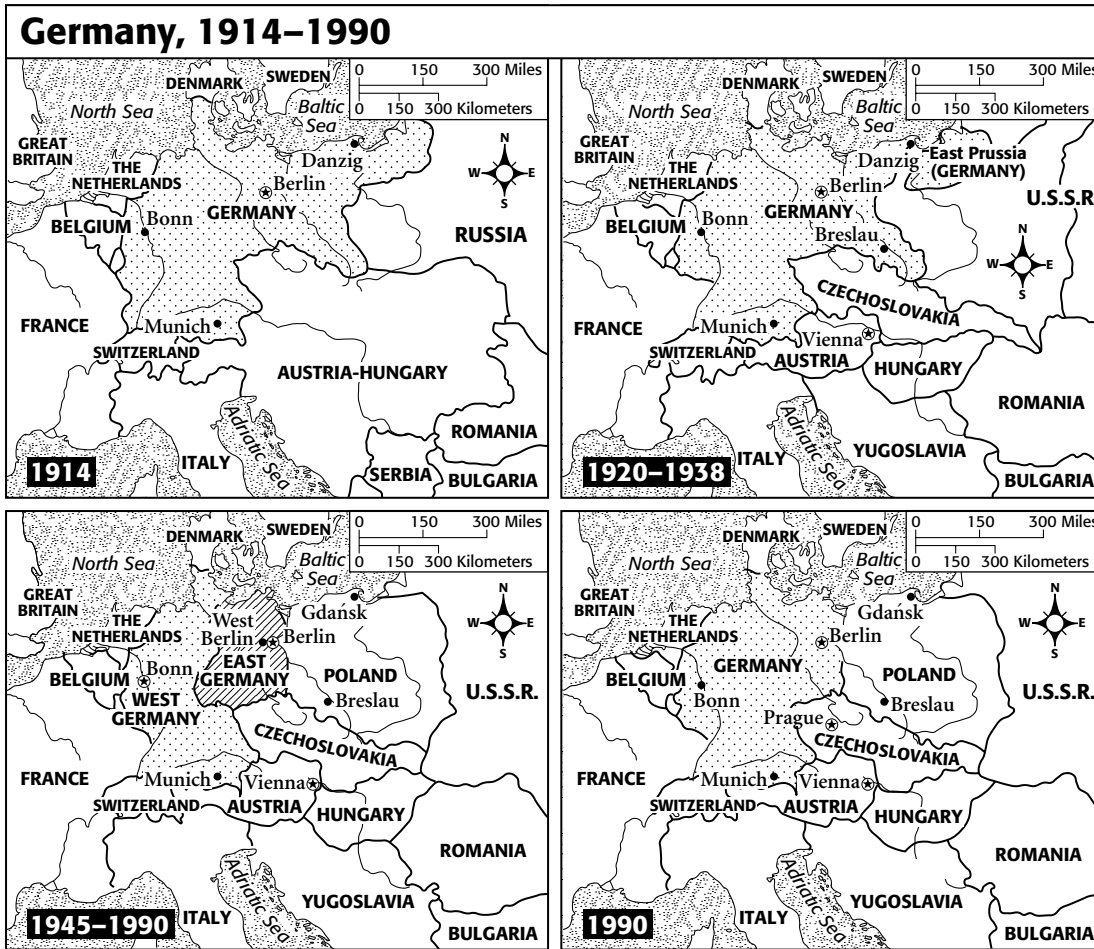 Germany, 1914–1990
DENMARK
SWEDEN
0 150 300 Miles
0 150 300 Kilometers
North Sea
Baltic
Sea
GREAT
BRITAIN
THE
NETHERLANDS
Danzig
Berlin
N
W E
S
BELGIUM
Bonn
GERMANY
RUSSIA
FRANCE
Munich
SWITZERLAND
AUSTRIA-HUNGARY
Adriatic Sea
ROMANIA
ITALY
SERBIA
BULGARIA
1914
DENMARK
SWEDEN
0 150 300 Miles
0 150 300 Kilometers
North Sea
Baltic
Sea
GREAT
BRITAIN
THE
NETHERLANDS
Danzig
East Prussia
(GERMANY)
Berlin
U.S.S.R
BELGIUM
Bonn
GERMANY
Breslau
N
W E
S
CZECHOSLOVAKIA
FRANCE
Munich
Vienna
SWITZERLAND
AUSTRIA
HUNGARY
ROMANIA
Adriatic Sea
ITALY
YUGOSLAVIA
BULGARIA
1920–1938
DENMARK
SWEDEN
0 150 300 Miles
0 150 300 Kilometers
North Sea
Baltic
Sea
GREAT
BRITAIN
THE
NETHERLANDS
West
Berlin
Berlin
Gdańsk
N
W E
S
BELGIUM
Bonn
EAST
GERMANY
POLAND
U.S.S.R.
WEST
GERMANY
Breslau
CZECHOSLOVAKIA
FRANCE
Munich
Vienna
SWITZERLAND
AUSTRIA
HUNGARY
ROMANIA
Adriatic Sea
ITALY
YUGOSLAVIA
BULGARIA
1945–1990
DENMARK
SWEDEN
0 150 300 Miles
0 150 300 Kilometers
North Sea
Baltic
Sea
GREAT
BRITAIN
THE
NETHERLANDS
Gdańsk
Berlin
N
W E
S
BELGIUM
GERMANY
POLAND
U.S.S.R.
Bonn
Breslau
Prague
CZECHOSLOVAKIA
FRANCE
Munich
Vienna
SWITZERLAND
AUSTRIA
HUNGARY
ROMANIA
Adriatic Sea
ITALY
YUGOSLAVIA
BULGARIA
1990